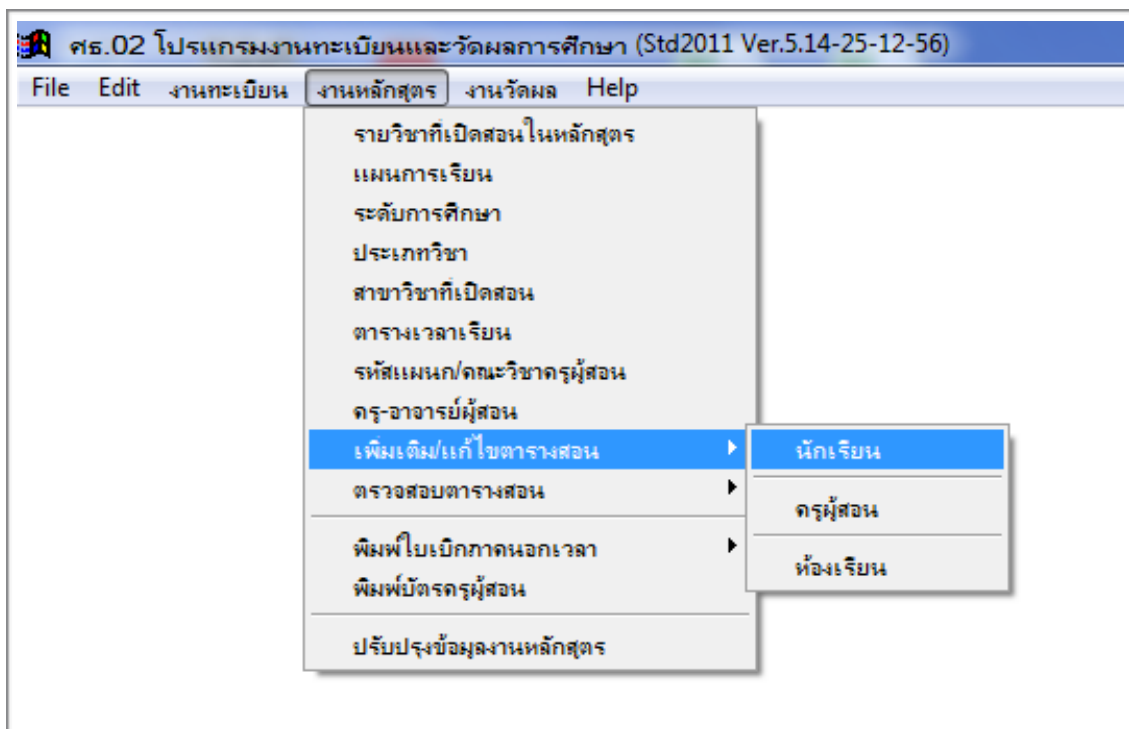 ศธ.02 โปรแกรมงานทะเบียนและวัดผลการศึกษา (Std2011 Ver.5.14-25-12-56)
File Edit งานทะเบียน งานหลักสูตร งานวัดผล Help
รายวิชาที่เปิดสอนในหลักสูตร
แผนการเรียน
ระดับการศึกษา
ประเภทวิชา
สาขาวิชาที่เปิดสอน
ตารางเวลาเรียน
รหัสแผนก/คณะวิชาครูผู้สอน
ครู-อาจารย์ผู้สอน
เพิ่มเติม/แก้ไขตารางสอน
นักเรียน
ตรวจสอบตารางสอน
ครูผู้สอน
พิมพ์ใบเบิกภาคนอกเวลา
ห้องเรียน
พิมพ์บัตรครูผู้สอน
ปรับปรุงข้อมูลงานหลักสูตร